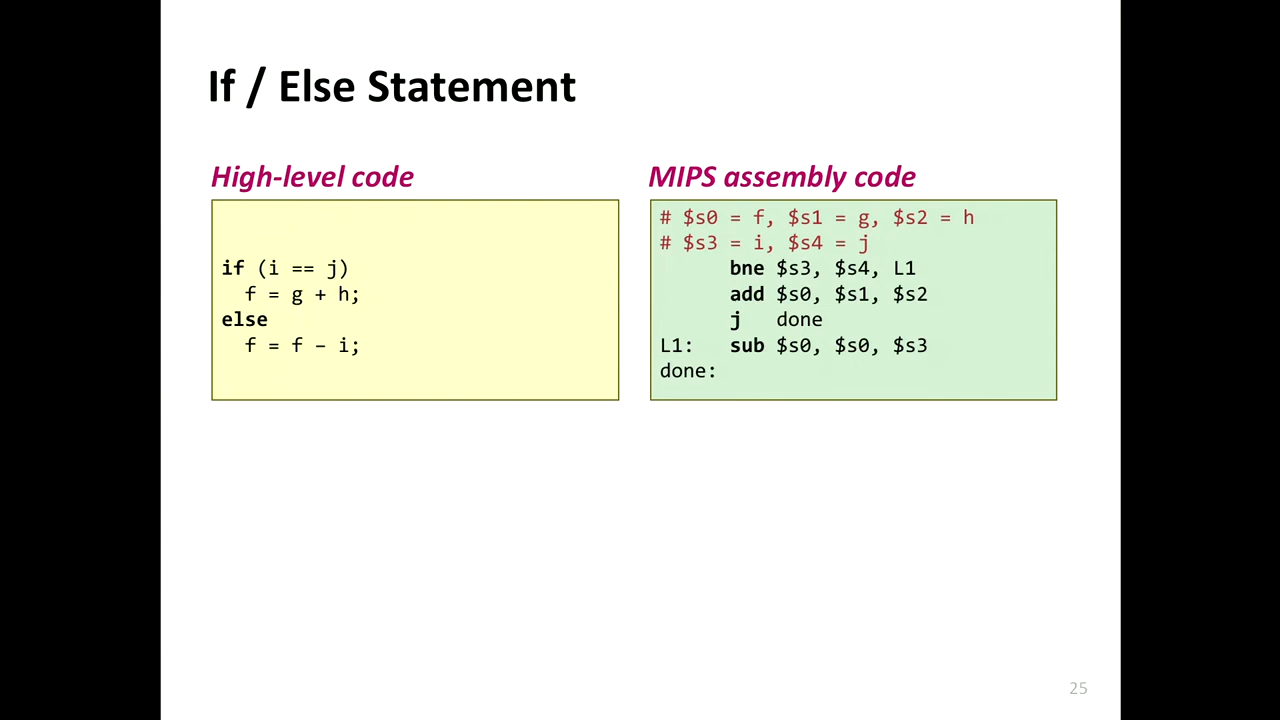 If / Else Statement
High-level code
if (i == j)
  f = g + h;
else
  f = f – i;
MIPS assembly code
# $s0 = f, $s1 = g, $s2 = h
# $s3 = i, $s4 = j
      bne $s3, $s4, L1
      add $s0, $s1, $s2
      j   done
L1:   sub $s0, $s0, $s3
done:
25